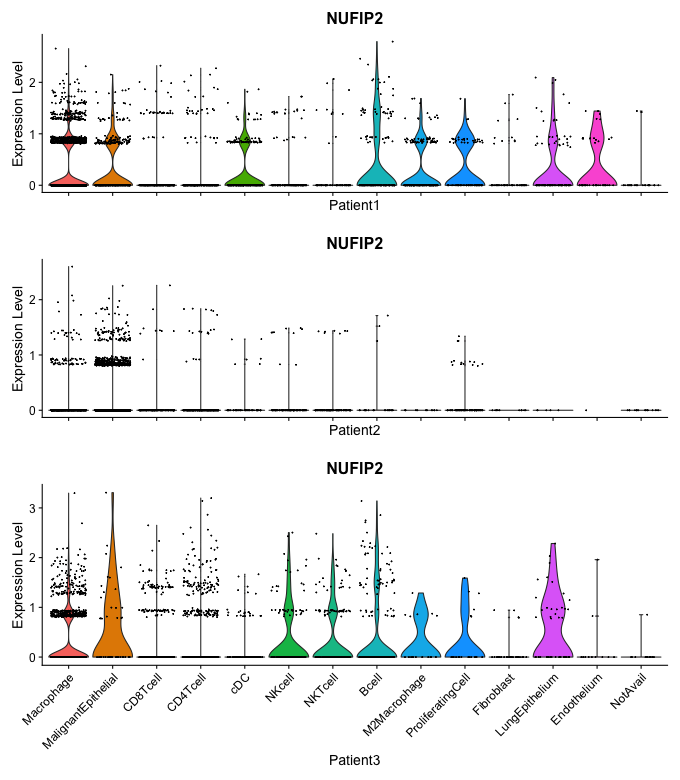 NUFIP2
Expression Level
2
1
0
Patient1
NUFIP2
Expression Level
2
1
0
Patient2
NUFIP2
Expression Level
3
2
1
0
Macrophage
MalignantEpithelial
CD8Tcell
CD4Tcell
cDC
NKcell
NKTcell
Bcell
M2Macrophage
ProliferatingCell
Fibroblast
LungEpithelium
Endothelium
NotAvail
Patient3